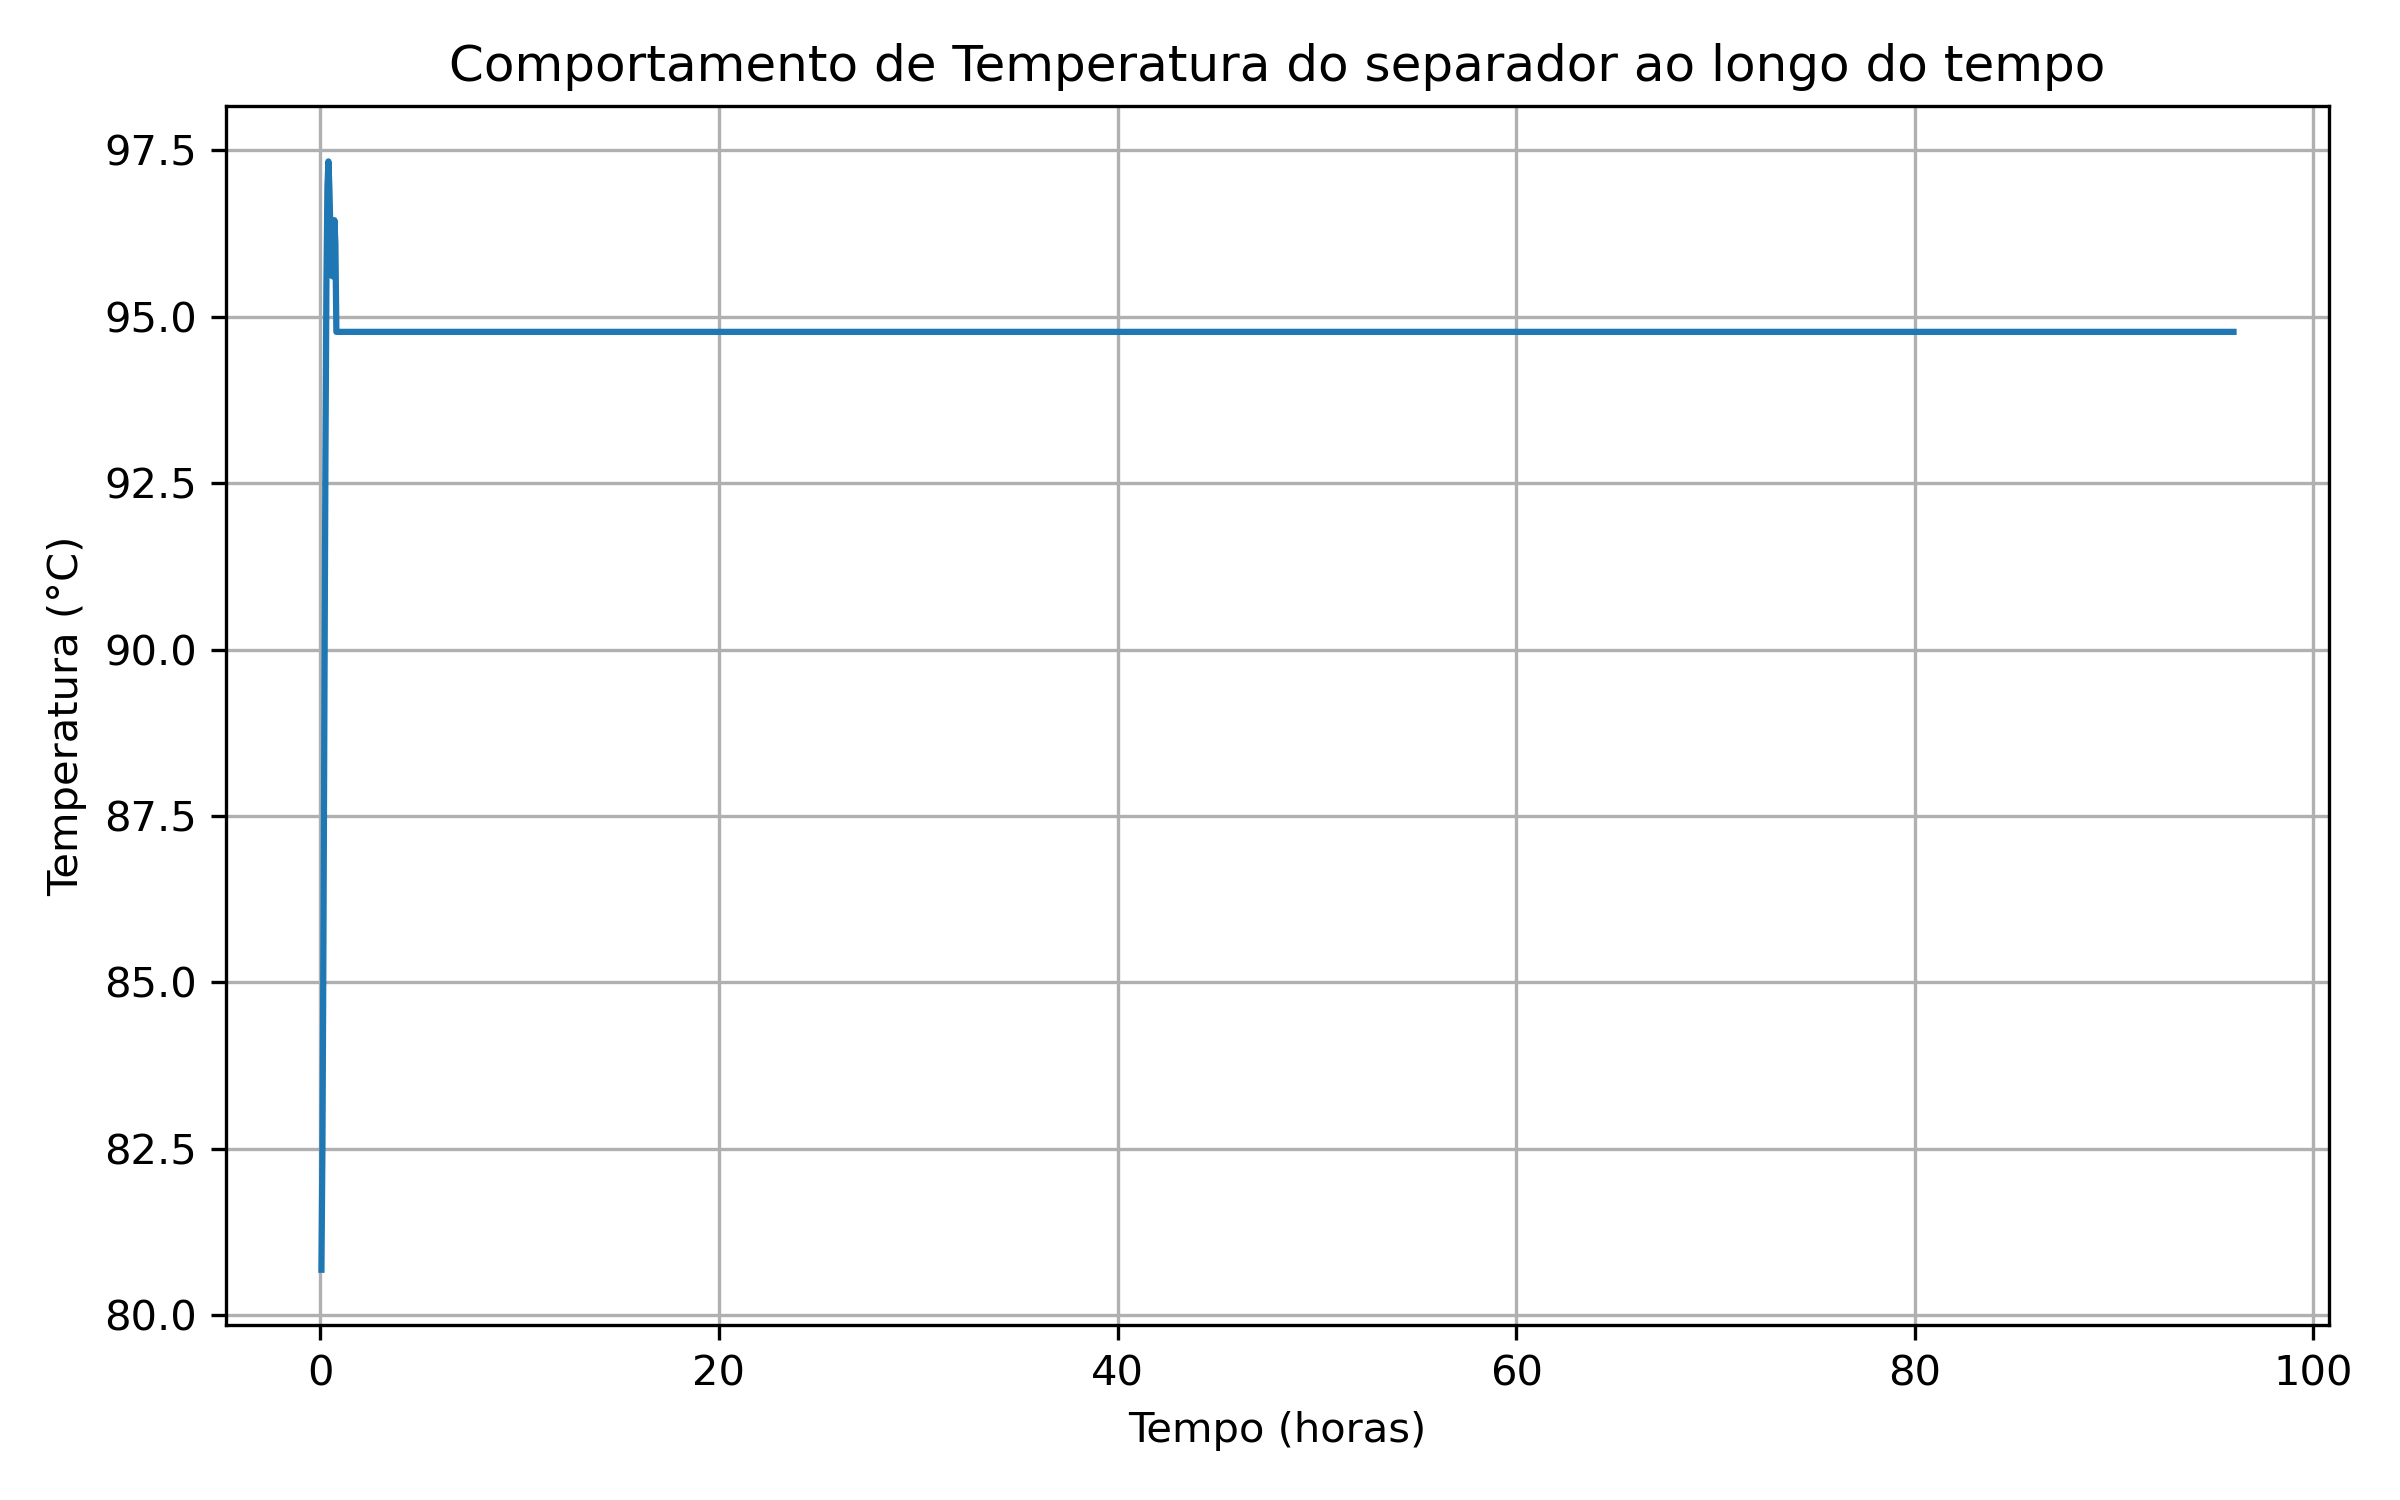 Comportamento de Temperatura do separador ao longo do tempo
Temperatura (°C)
97.5
95.0
92.5
90.0
87.5
85.0
82.5
80.0
0 20 40 60 80 100
Tempo (horas)